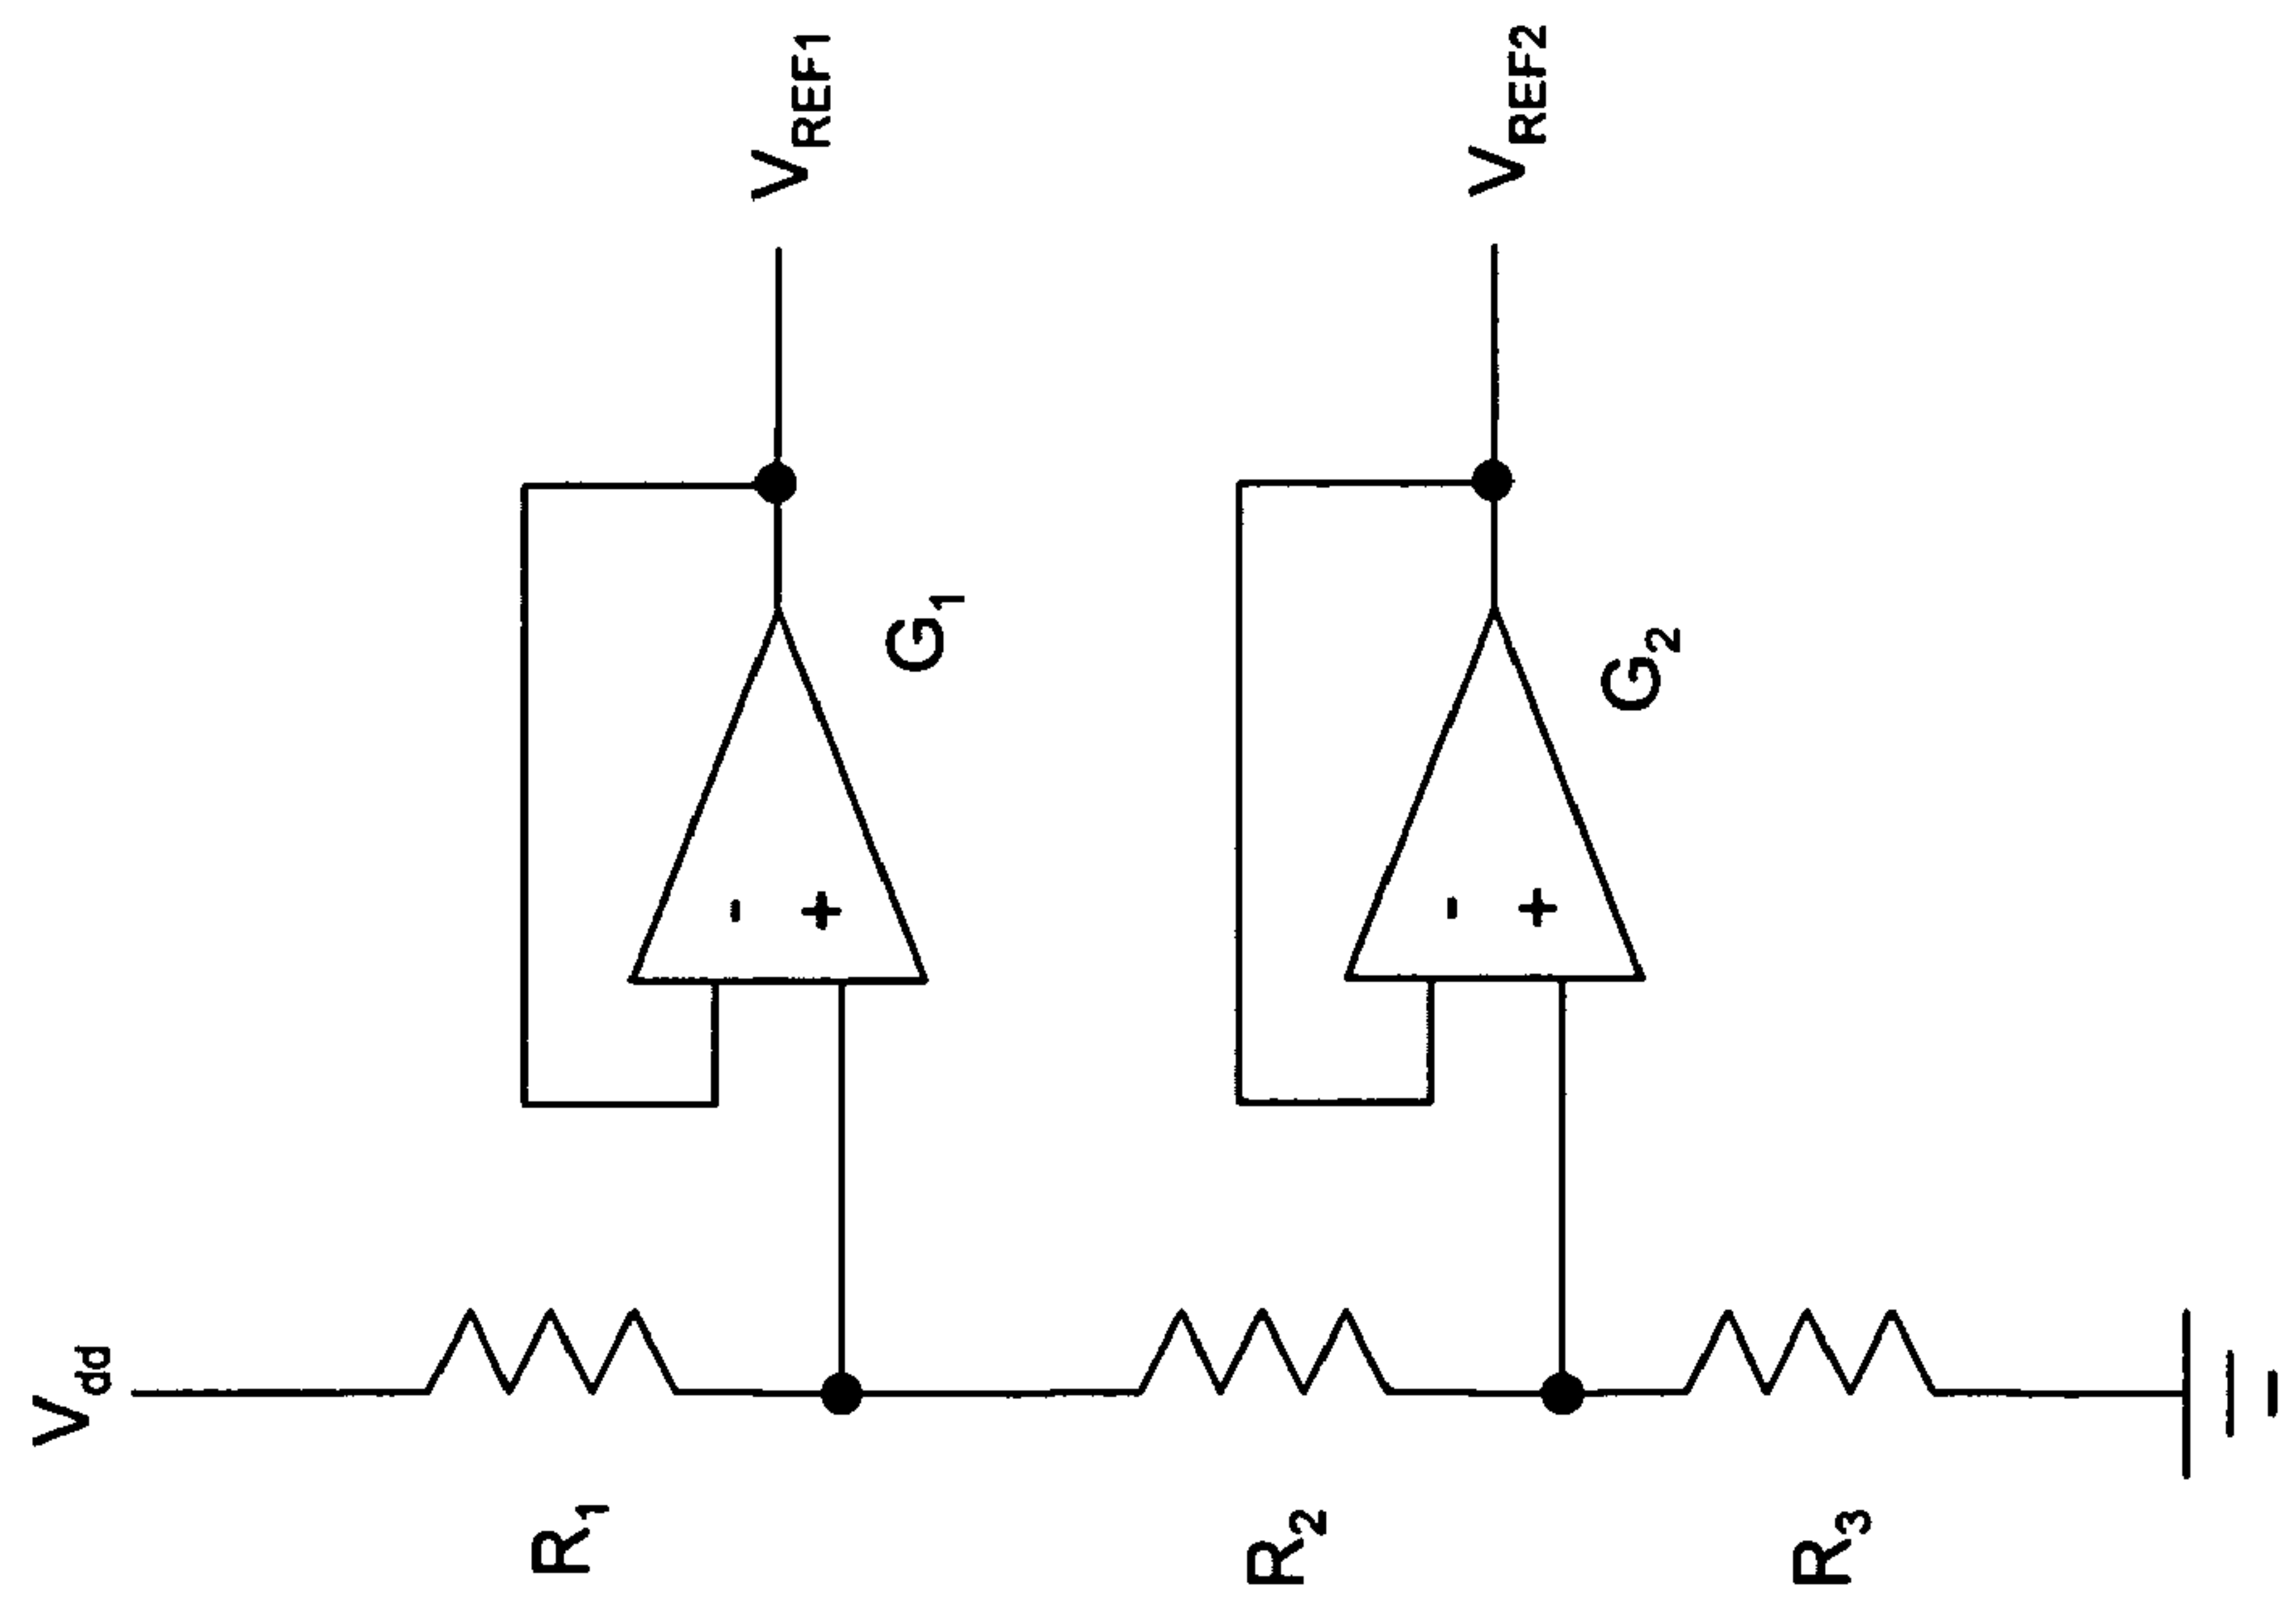 Vdd
R1
R2
R3
- +
G1
- +
G2
VREF1
VREF2